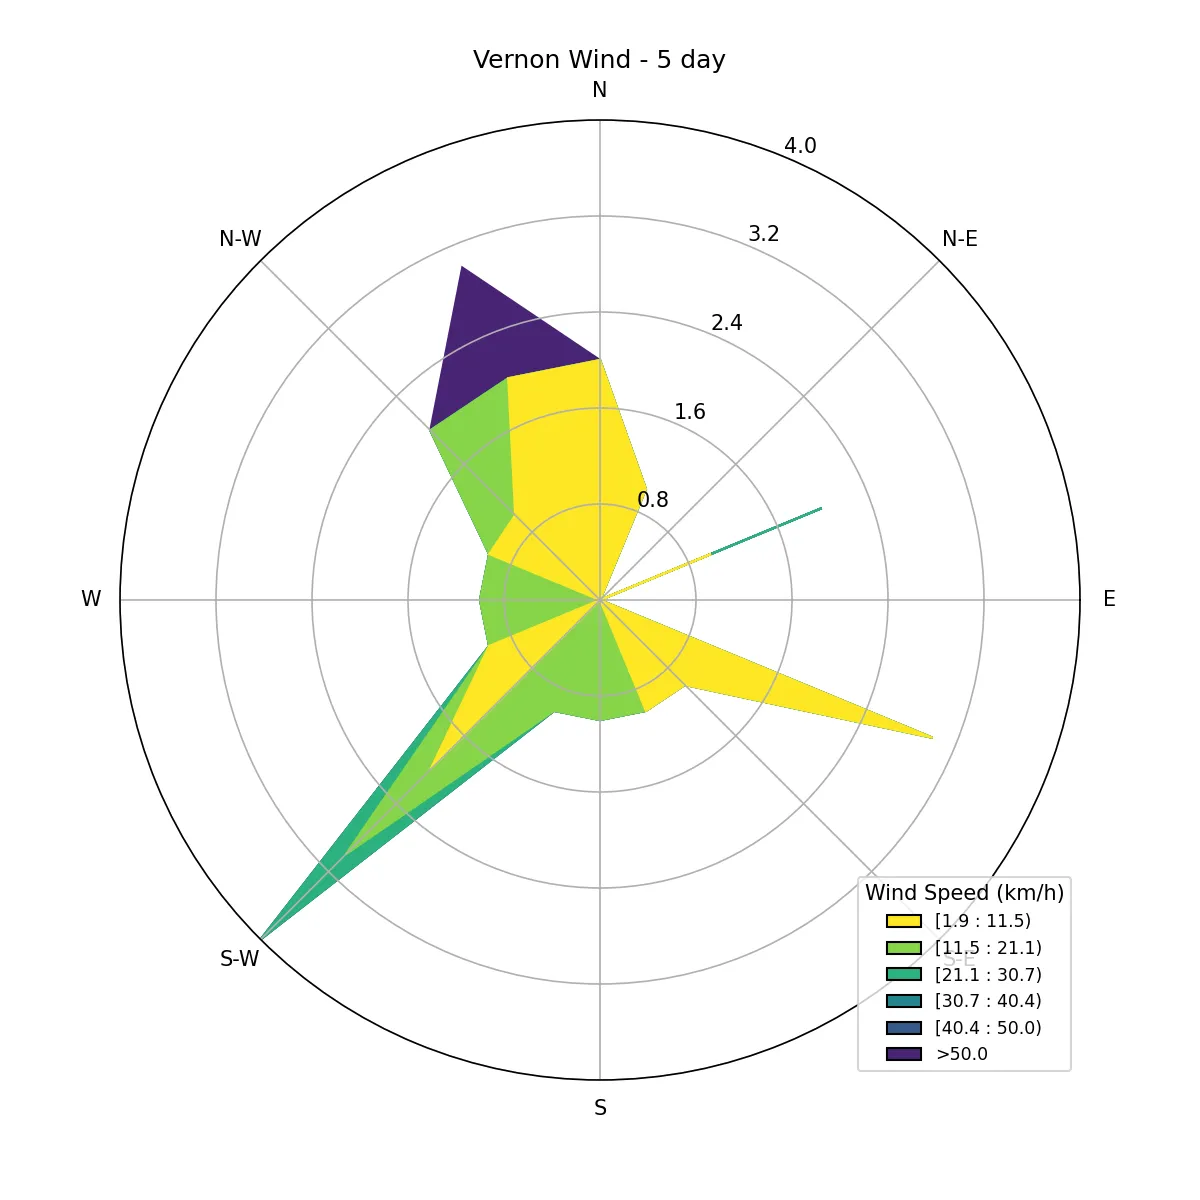 Vernon Wind - 5 day
N
4.0
N-W
N-E
3.2
2.4
1.6
0.8
W
E
S-W
S-E
S
Wind Speed (km/h)
[1.9 : 11.5)
[11.5 : 21.1)
[21.1 : 30.7)
[30.7 : 40.4)
[40.4 : 50.0)
>50.0